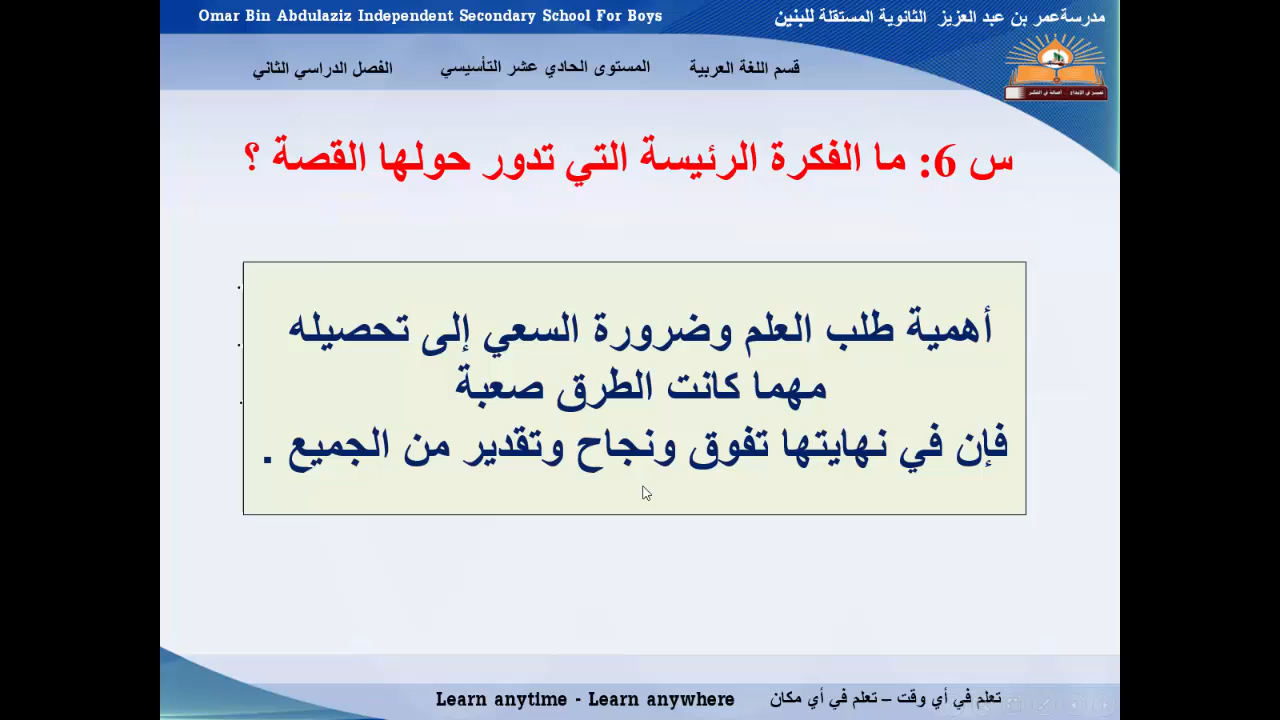 Omar Bin Abdulaziz Independent Secondary School For Boys
مدرسةعمر بن عبد العزيز الثانوية المستقلة للبنين
قسم اللغة العربية
المستوى الحادي عشر التأسيسي
الفصل الدراسي الثاني
س 6: ما الفكرة الرئيسة التي تدور حولها القصة ؟
أهمية طلب العلم وضرورة السعي إلى تحصيله
مهما كانت الطرق صعبة
فإن في نهايتها تفوق ونجاح وتقدير من الجميع .
Learn anytime - Learn anywhere
تعلم في أي وقت – تعلم في أي مكان